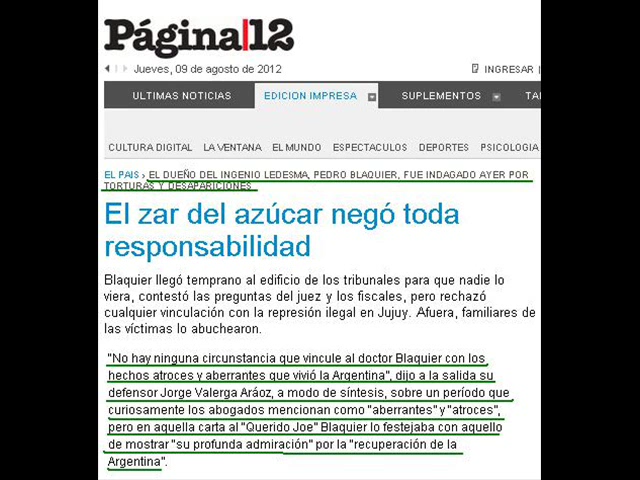 Página|12
Jueves, 09 de agosto de 2012
INGRESAR |
ULTIMAS NOTICIAS EDICION IMPRESA SUPLEMENTOS TA
CULTURA DIGITAL LA VENTANA EL MUNDO ESPECTACULOS DEPORTES PSICOLOGIA
EL PAIS › EL DUEÑO DEL INGENIO LEDESMA, PEDRO BLAQUIER, FUE INDAGADO AYER POR
TORTURAS Y DESAPARICIONES
El zar del azúcar negó toda
responsabilidad
Blaquier llegó temprano al edificio de los tribunales para que nadie lo
viera, contestó las preguntas del juez y los fiscales, pero rechazó
cualquier vinculación con la represión ilegal en Jujuy. Afuera, familiares de
las víctimas lo abuchearon.
"No hay ninguna circunstancia que vincule al doctor Blaquier con los
hechos atroces y aberrantes que vivió la Argentina", dijo a la salida su
defensor Jorge Valerga Aráoz, a modo de síntesis, sobre un período que
curiosamente los abogados mencionan como "aberrantes" y "atroces",
pero en aquella carta al "Querido Joe" Blaquier lo festejaba con aquello
de mostrar "su profunda admiración" por la "recuperación de la
Argentina".